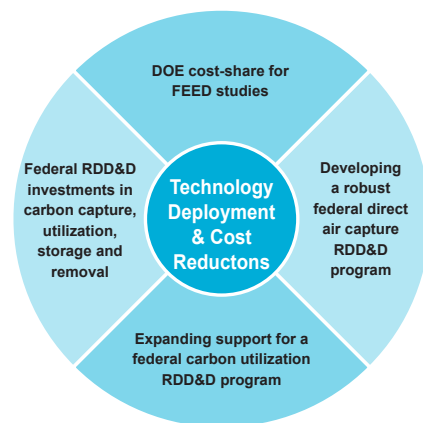 DOE cost-share for
FEED studies
Federal RDD&D
investments in
carbon capture,
utilization,
storage and
removal
Technology
Deployment
& Cost
Reductons
Developing
a robust
federal direct
air capture
RDD&D
program
Expanding support for a
federal carbon utilization
RDD&D program